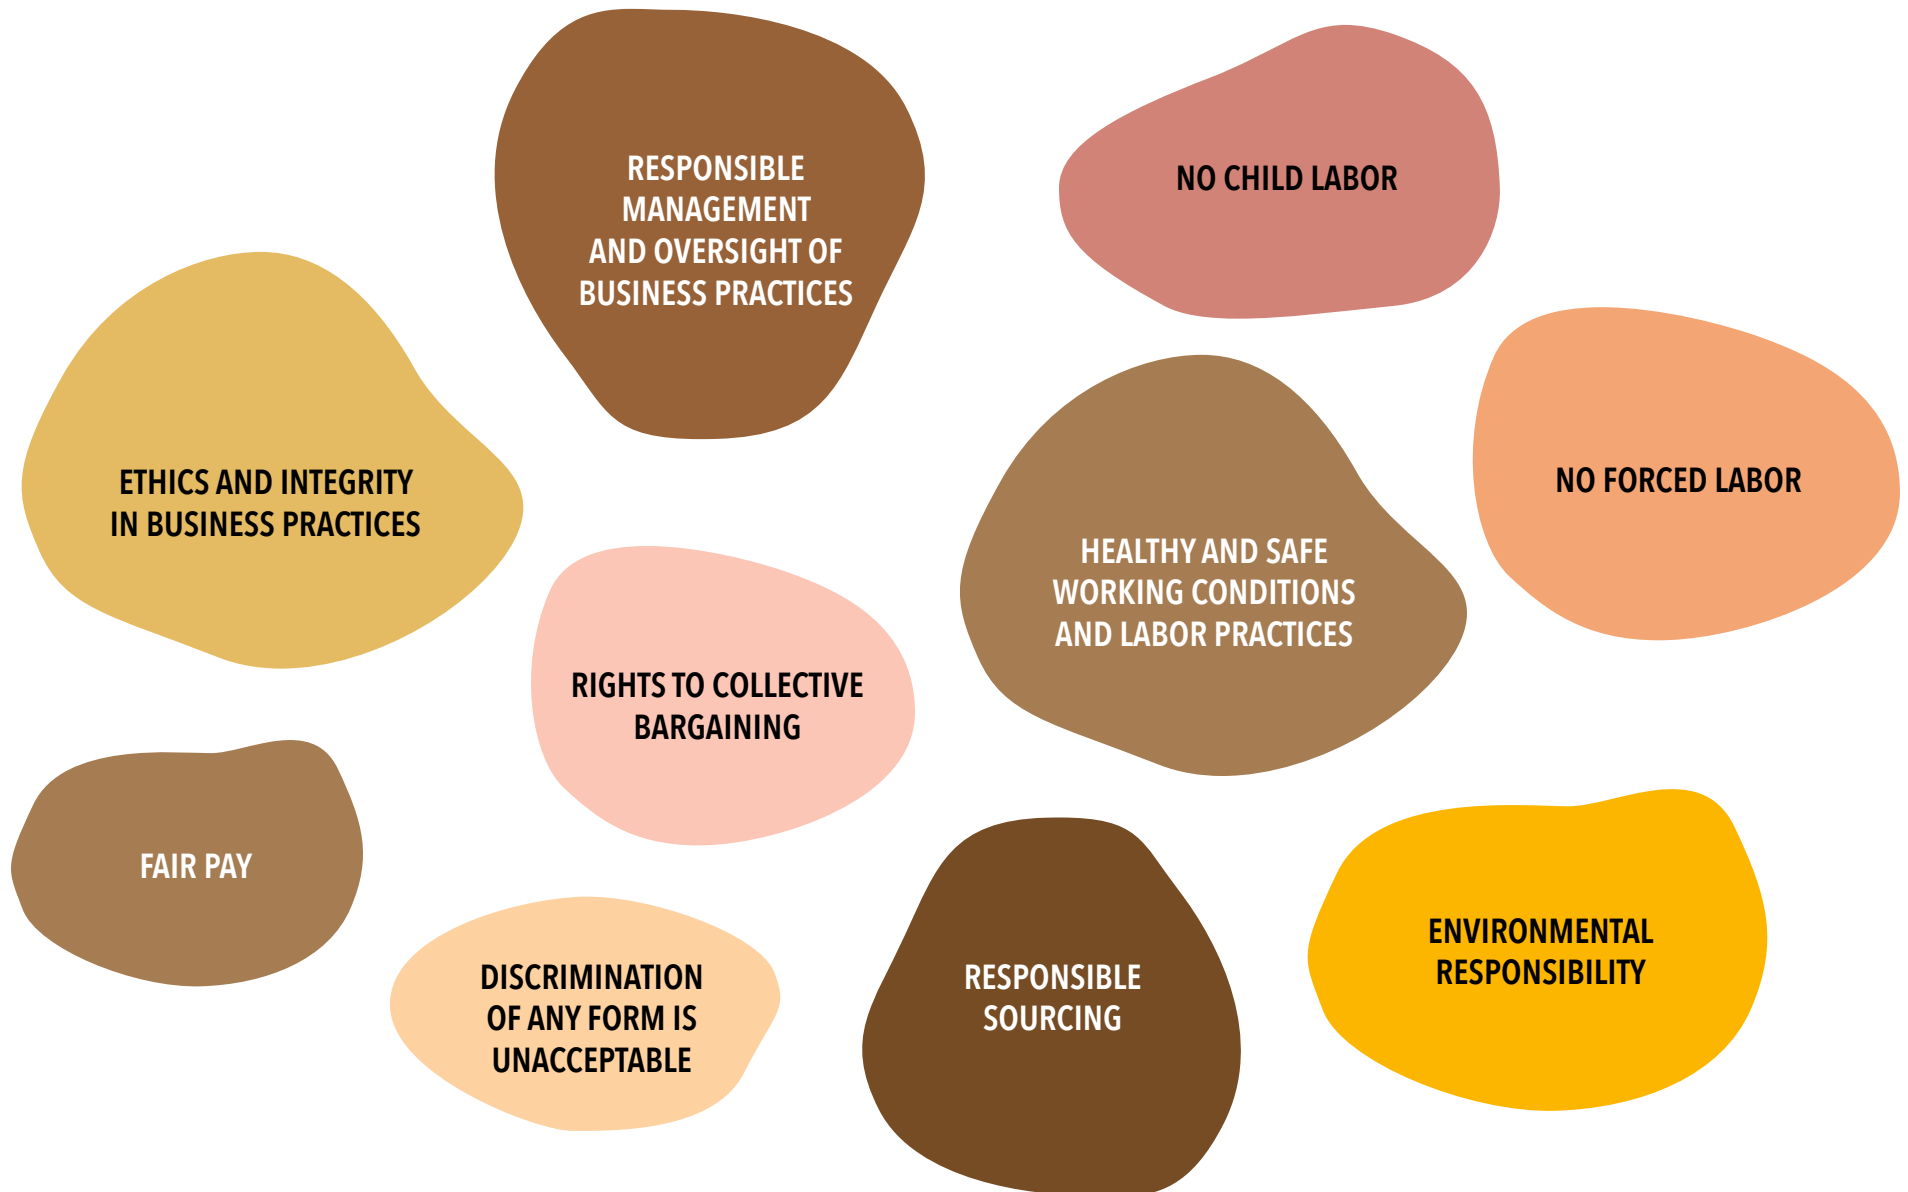 RESPONSIBLE
MANAGEMENT
AND OVERSIGHT OF
BUSINESS PRACTICES
NO CHILD LABOR
ETHICS AND INTEGRITY
IN BUSINESS PRACTICES
NO FORCED LABOR
HEALTHY AND SAFE
WORKING CONDITIONS
AND LABOR PRACTICES
RIGHTS TO COLLECTIVE
BARGAINING
FAIR PAY
DISCRIMINATION
OF ANY FORM IS
UNACCEPTABLE
RESPONSIBLE
SOURCING
ENVIRONMENTAL
RESPONSIBILITY